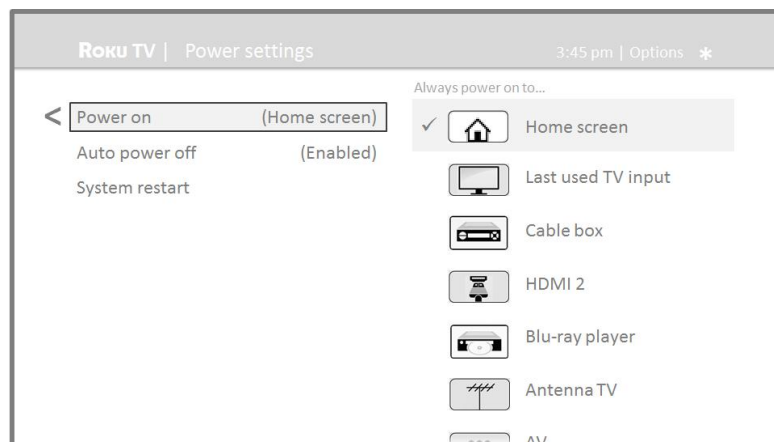 Roku TV | Power settings
3:45 pm | Options *
Power on (Home screen)
Auto power off (Enabled)
System restart
Always power on to...
Home screen
Last used TV input
Cable box
HDMI 2
Blu-ray player
Antenna TV
AV